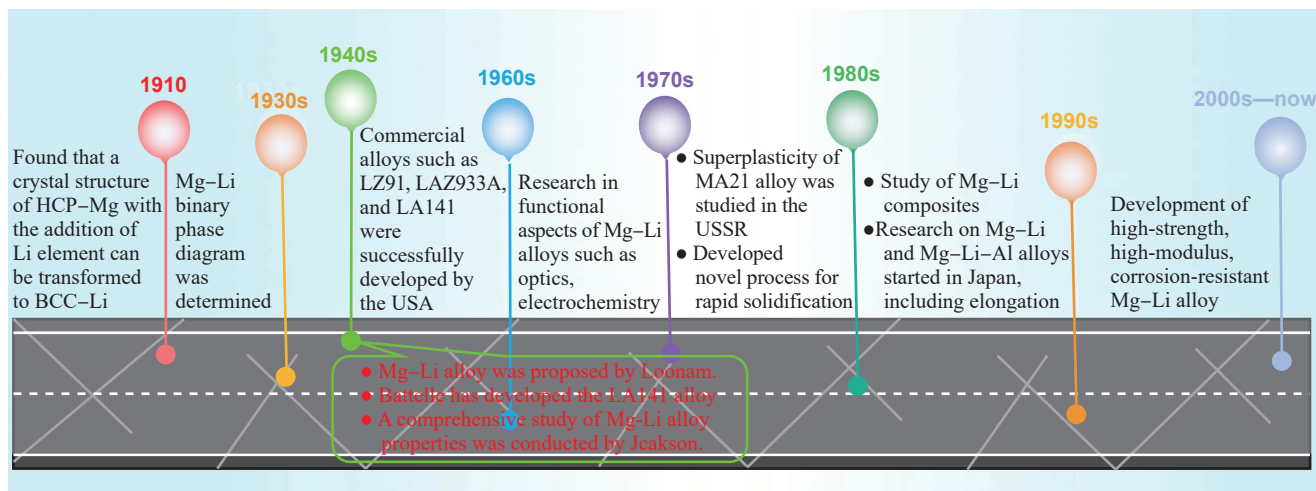 1910
Found that a
crystal structure
of HCP–Mg with
the addition of
Li element can
be transformed
to BCC–Li
1930s
Mg–Li
binary
phase
diagram
was
determined
1940s
Commercial
alloys such as
LZ91, LAZ933A,
and LA141
were
successfully
developed by
the USA
● Mg–Li alloy was proposed by Loonam.
● Battelle has developed the LA141 alloy
● A comprehensive study of Mg-Li alloy
properties was conducted by Jcakson.
1960s
Research in
functional
aspects of Mg–Li
alloys such as
optics,
electrochemistry
1970s
● Superplasticity of
MA21 alloy was
studied in the
USSR
● Developed
novel process for
rapid solidification
1980s
● Study of Mg–Li
composites
●Research on Mg–Li
and Mg–Li–Al alloys
started in Japan,
including elongation
1990s
Development of
high-strength,
high-modulus,
corrosion-resistant
Mg–Li alloy
2000s—now